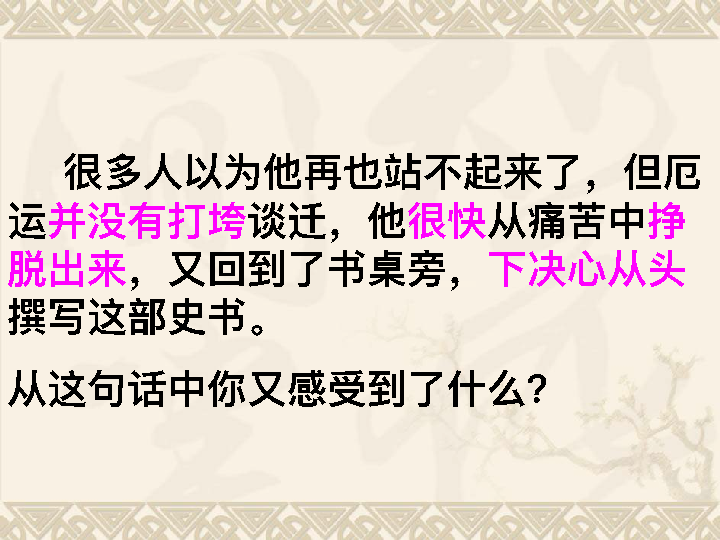 很多人以为他再也站不起来了，但厄
运并没有打垮谈迁，他很快从痛苦中挣
脱出来，又回到了书桌旁，下决心从头
撰写这部史书。
从这句话中你又感受到了什么？